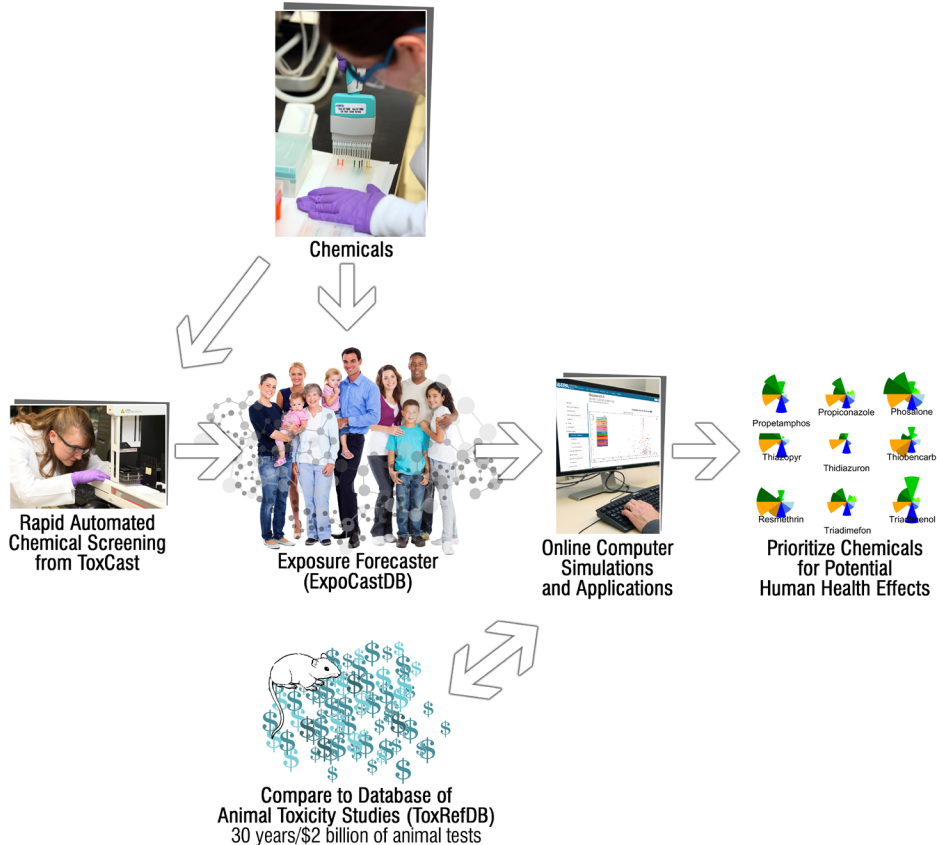 Chemicals
Rapid Automated
Chemical Screening
from ToxCast
Exposure Forecaster
(ExpoCastDB)
Online Computer
Simulations
and Applications
Propetamphos
Propiconazole
Phosalone
Thiazopyr
Thidiazuron
Thiobencarb
Resmethrin
Triadimefon
Prioritize Chemicals
for Potential
Human Health Effects
$ $ $ $ $ $ $ $ $ $
Compare to Database of
Animal Toxicity Studies (ToxRefDB)
30 years/$2 billion of animal tests